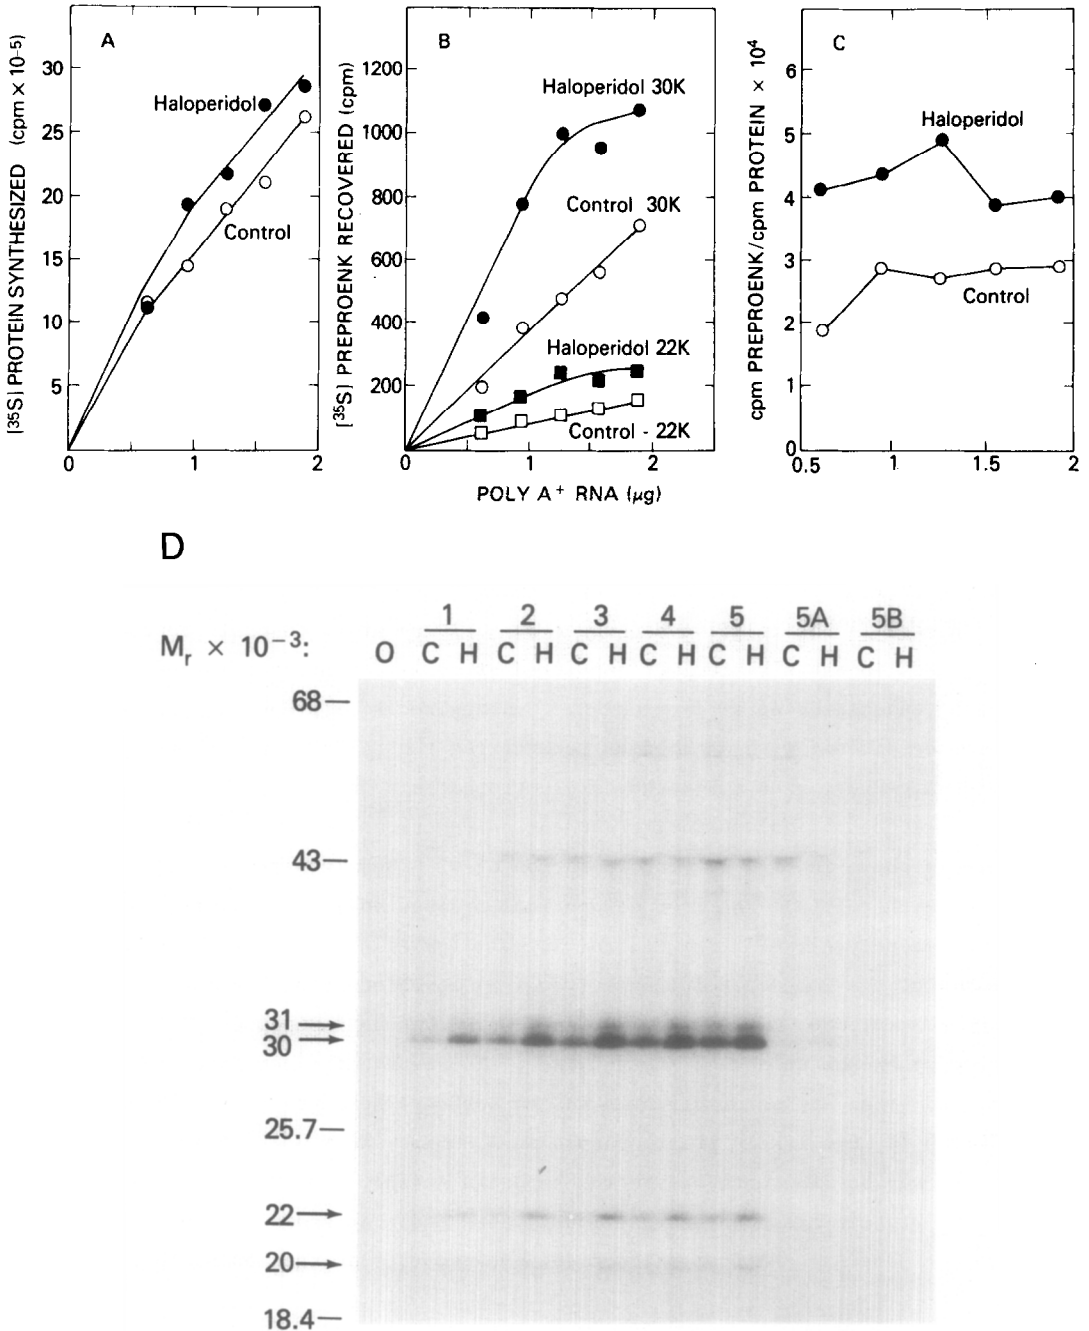 A
[³⁵S] PROTEIN SYNTHESIZED (cpm x 10⁻⁵)
30
25
20
15
10
5
0
1
2
Haloperidol
Control
B
[³⁵S] PREPROENK RECOVERED (cpm)
1200
1000
800
600
400
200
0
1
2
Haloperidol 30K
Control 30K
Haloperidol 22K
Control - 22K
POLY A⁺ RNA (μg)
C
cpm PREPROENK/cpm PROTEIN × 10⁴
6
5
4
3
2
1
0
0.5
1
1.5
2
Haloperidol
Control
D
1 2 3 4 5 5A 5B
Mᵣ × 10⁻³: O C H C H C H C H C H C H C H
68
43
31
30
25.7
22
20
18.4